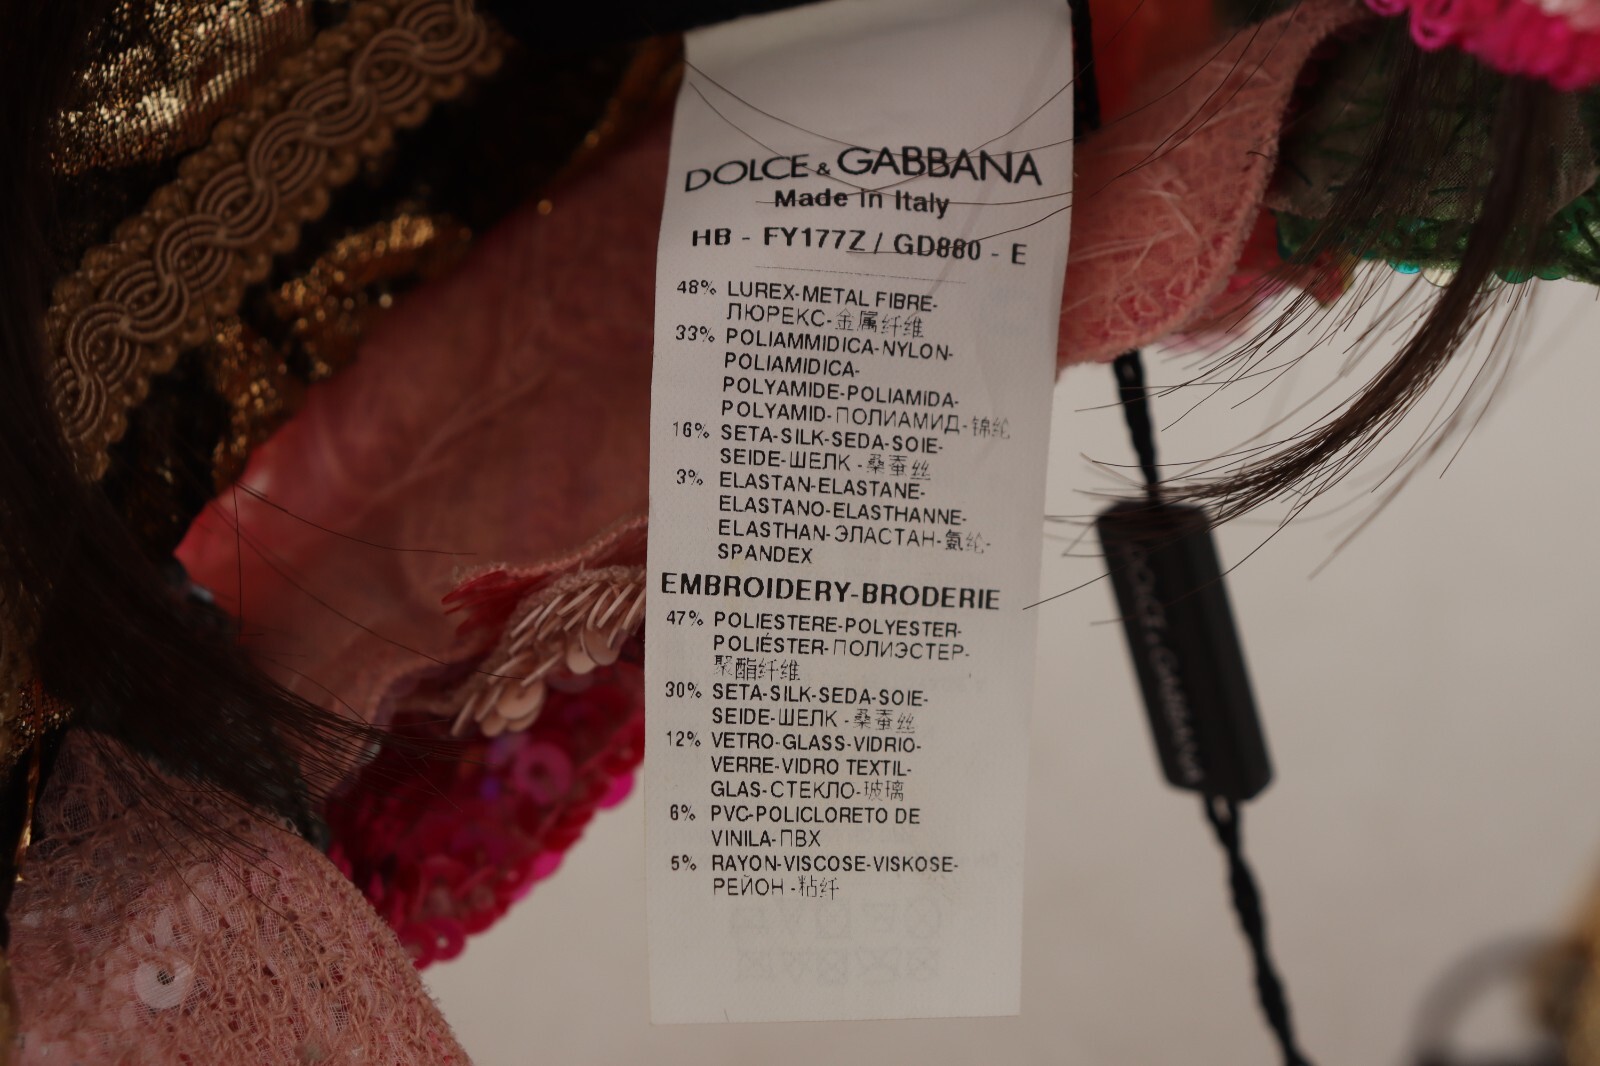 DOLCE & GABBANA
Made in Italy
HB - FY177Z / GD880 - E
48% LUREX-METAL FIBRE-
ЛЮРЕКС-金属纤维
33% POLIAMMIDICA-NYLON-
POLIAMIDICA-
POLYAMIDE-POLIAMIDA-
POLYAMID-ПОЛИАМИД-锦纶
16% SETA-SILK-SEDA-SOIE-
SEIDE-ШЕЛК -桑蚕丝
3% ELASTAN-ELASTANE-
ELASTANO-ELASTHANNE-
ELASTHAN-ЭЛАСТАН-氨纶-
SPANDEX
EMBROIDERY-BRODERIE
47% POLIESTERE-POLYESTER-
POLIÉSTER-ПОЛИЭСТЕР-
聚酯纤维
30% SETA-SILK-SEDA-SOIE-
SEIDE-ШЕЛК -桑蚕丝
12% VETRO-GLASS-VIDRIO-
VERRE-VIDRO TEXTIL-
GLAS-СТЕКЛО-玻璃
6% PVC-POLICLORETO DE
VINILA-ПВХ
5% RAYON-VISCOSE-VISKOSE-
РЕЙОН -粘纤
DOLCE & GABBANA